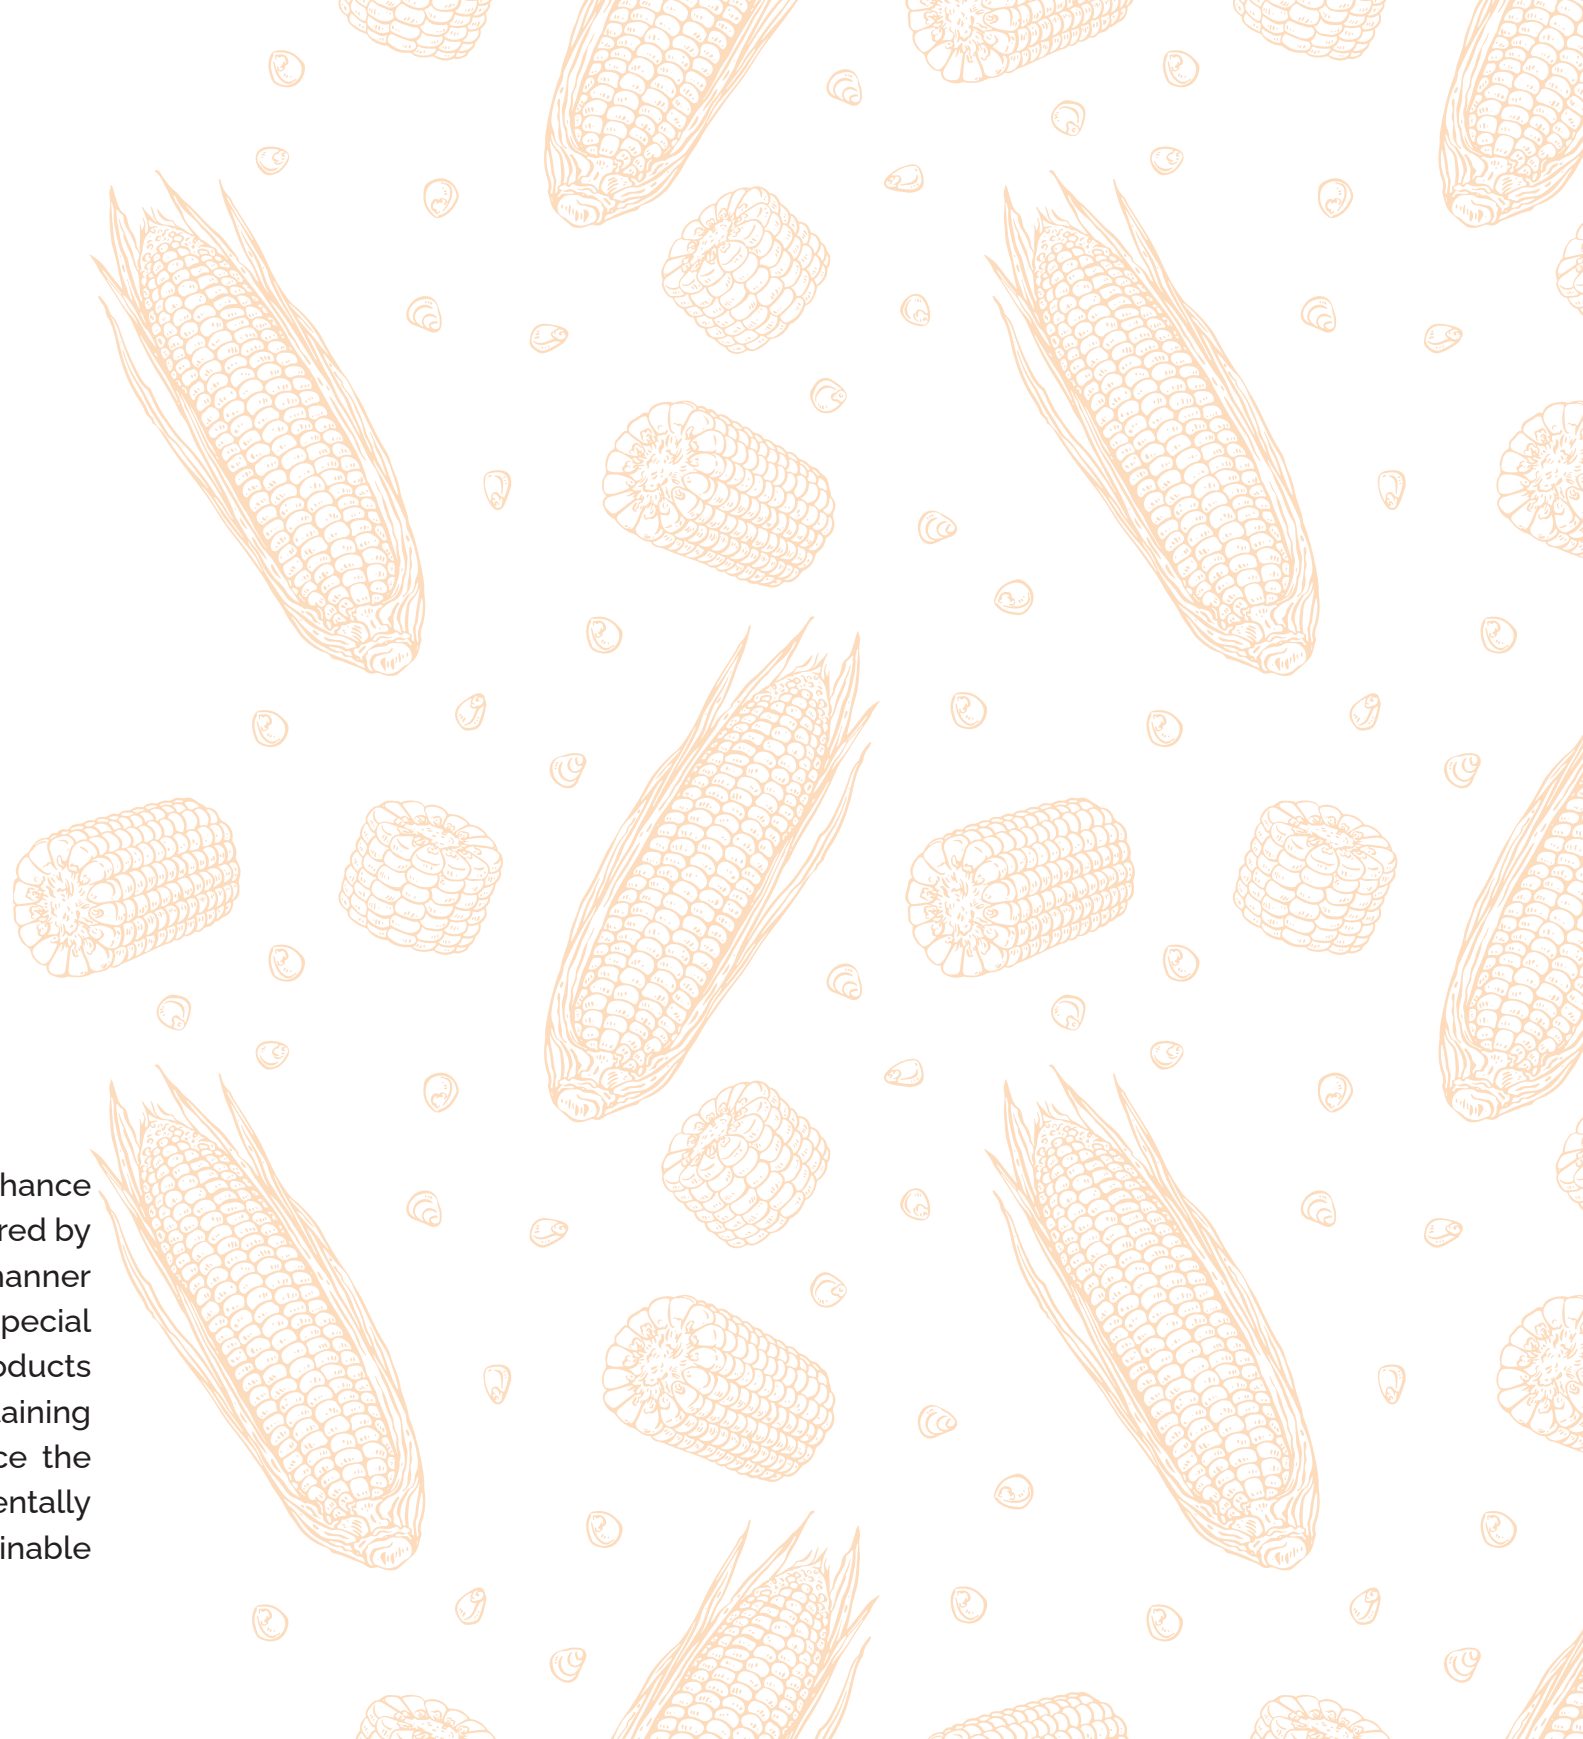 hance
red by
anner
pecial
oducts
aining
ce the
entally
inable